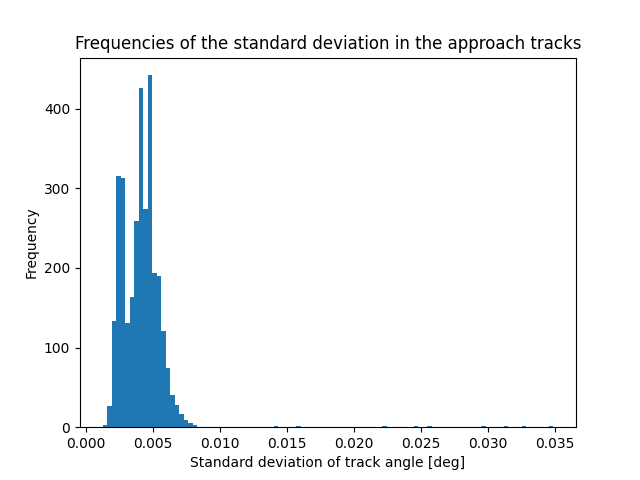 Frequencies of the standard deviation in the approach tracks
Frequency
400
300
200
100
0
0.000 0.005 0.010 0.015 0.020 0.025 0.030 0.035
Standard deviation of track angle [deg]